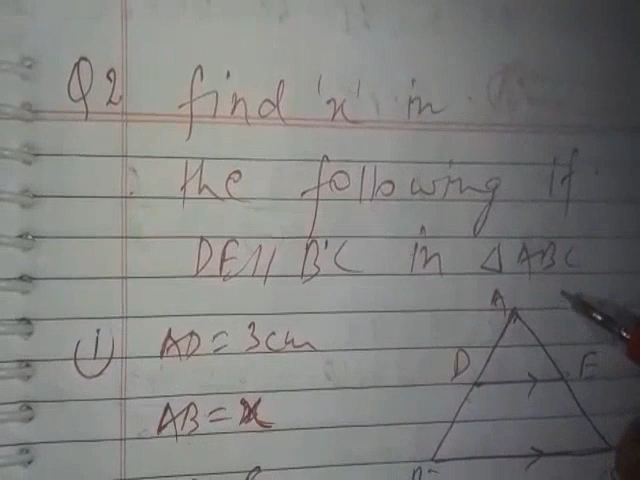 Q2 find 'x' in
the following if
DE∥BC in △ABC
(i) AD = 3cm
AB = x
A
D
E
B